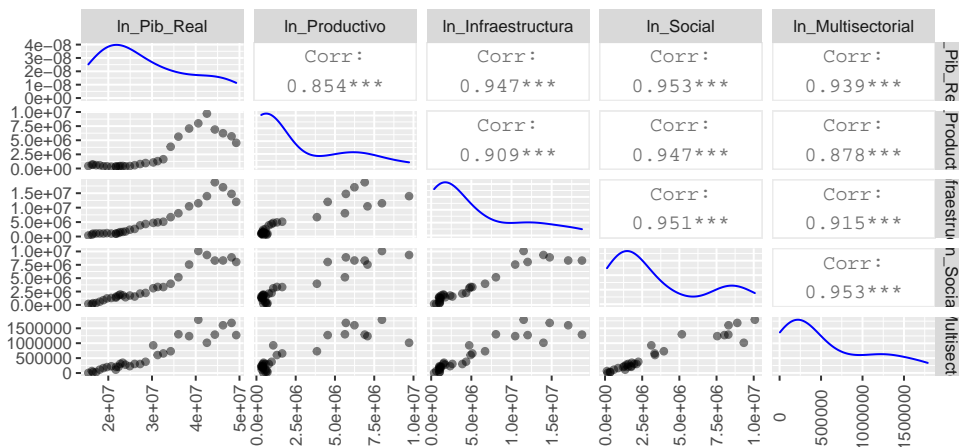 ln_Pib_Real ln_Productivo ln_Infraestructura ln_Social ln_Multisectorial
4e−08
3e−08
2e−08
1e−08
0e+00
Corr:
0.854***
Corr:
0.947***
Corr:
0.953***
Corr:
0.939***
_Pib_Re
1.0e+07
7.5e+06
5.0e+06
2.5e+06
0.0e+00
Corr:
0.909***
Corr:
0.947***
Corr:
0.878***
_Product
1.5e+07
1.0e+07
5.0e+06
0.0e+00
Corr:
0.951***
Corr:
0.915***
fraestruc
1.0e+07
7.5e+06
5.0e+06
2.5e+06
0.0e+00
Corr:
0.953***
n_Socia
1500000
1000000
500000
0
Multisect
2e+07 3e+07 4e+07 5e+07
0.0e+00 2.5e+06 5.0e+06 7.5e+06 1.0e+07
0.0e+00 5.0e+06 1.0e+07 1.5e+07
0.0e+00 2.5e+06 5.0e+06 7.5e+06 1.0e+07
0 500000 1000000 1500000